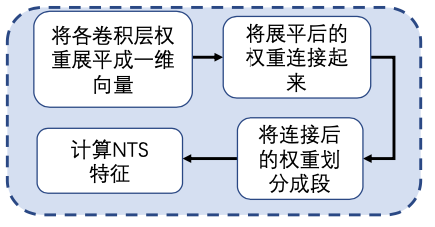 将各卷积层权
重展平成一维
向量
将展平后的
权重连接起
来
将连接后
的权重划
分成段
计算NTS
特征